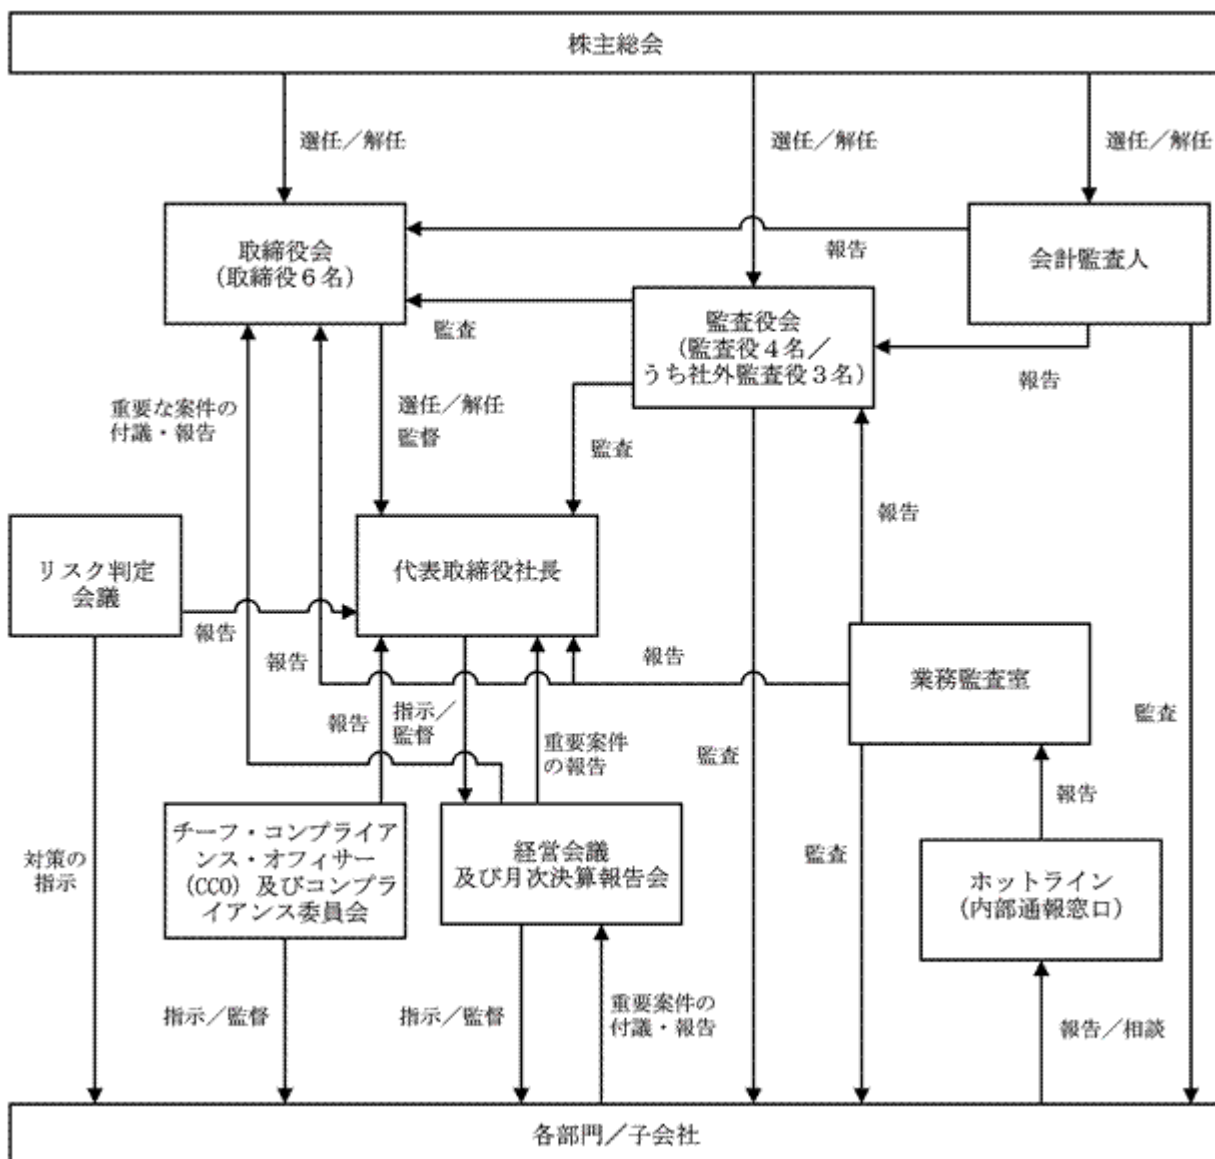 株主総会
選任／解任
選任／解任
選任／解任
取締役会
（取締役６名）
報告
会計監査人
監査
監査役会
（監査役４名／
うち社外監査役３名）
報告
重要な案件の
付議・報告
選任／解任
監督
監査
報告
リスク判定
会議
代表取締役社長
報告
報告
報告
業務監査室
報告
指示／
監督
重要案件
の報告
監査
監査
報告
チーフ・コンプライア
ンス・オフィサー
（CCO）及びコンプラ
イアンス委員会
経営会議
及び月次決算報告会
対策の
指示
監査
ホットライン
（内部通報窓口）
指示／監督
指示／監督
重要案件の
付議・報告
報告／相談
各部門／子会社